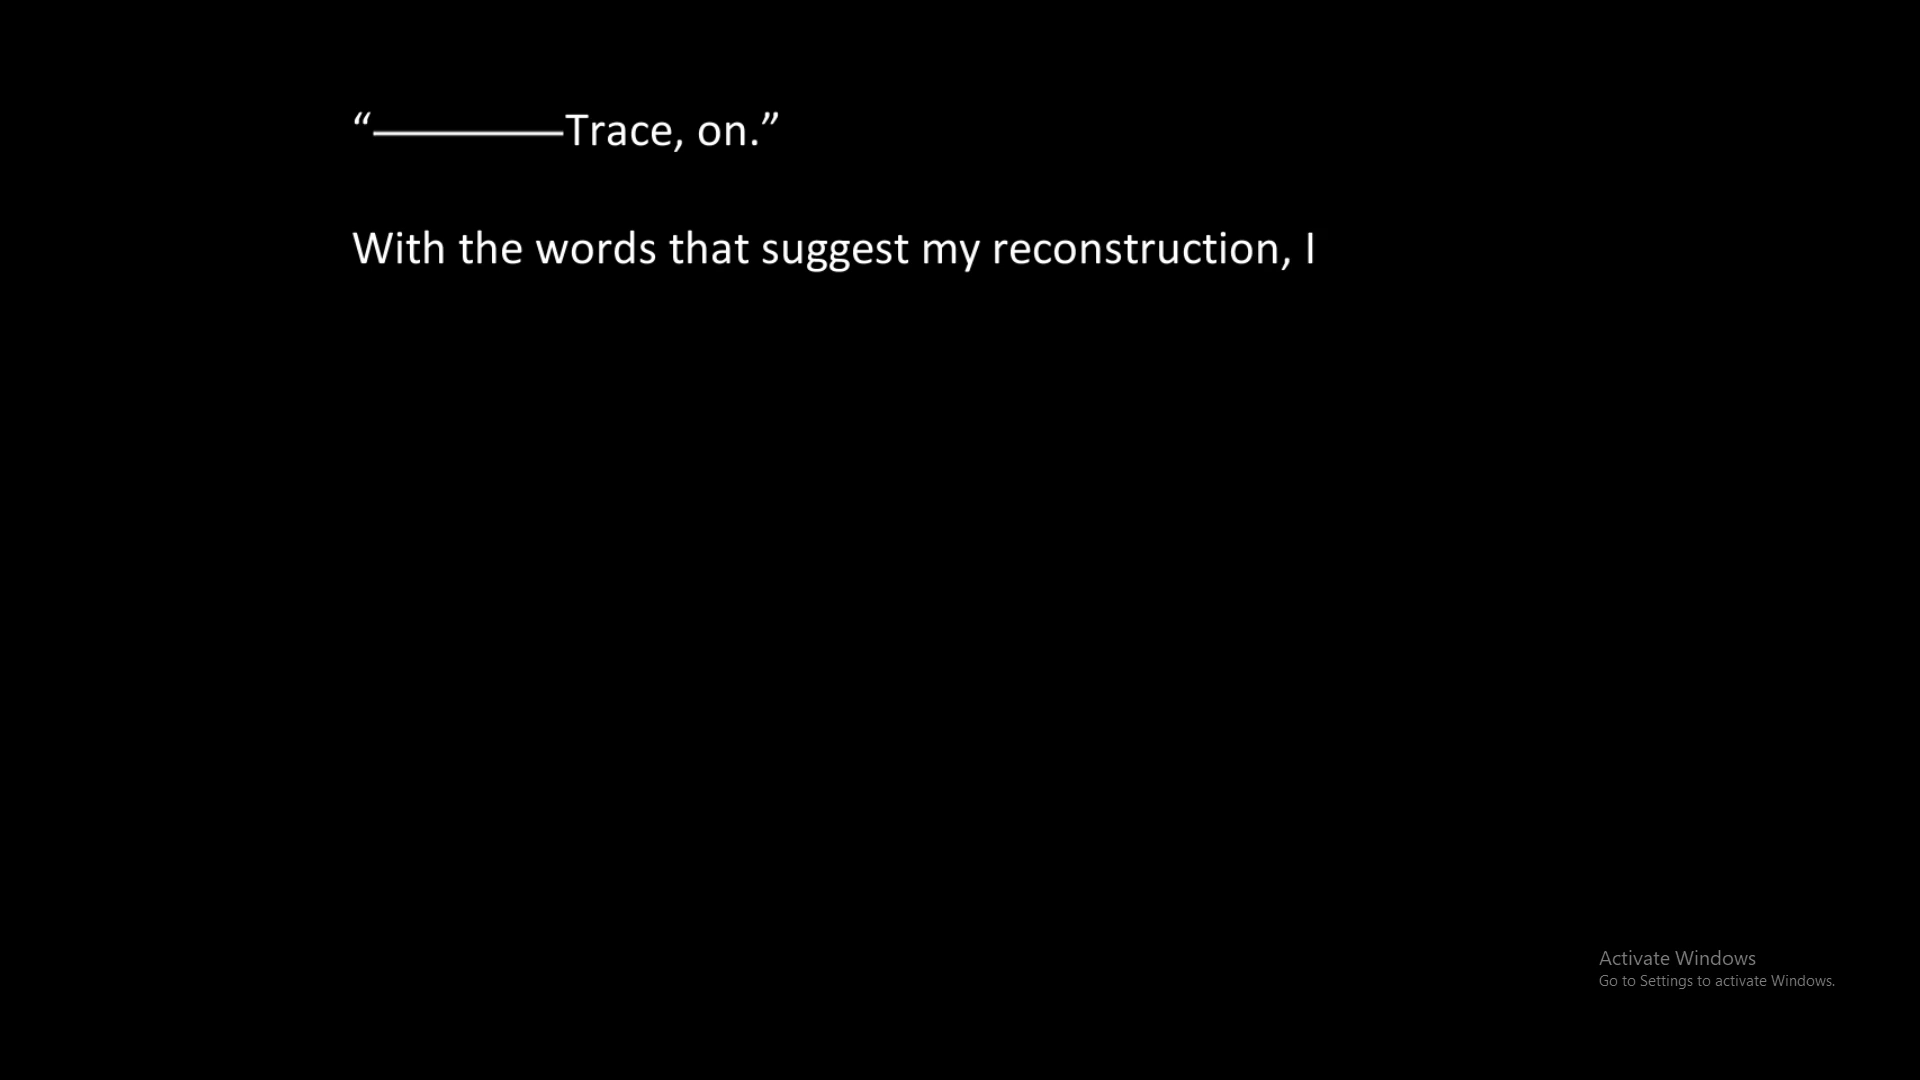 “————Trace, on.”
With the words that suggest my reconstruction, I
Activate Windows
Go to Settings to activate Windows.